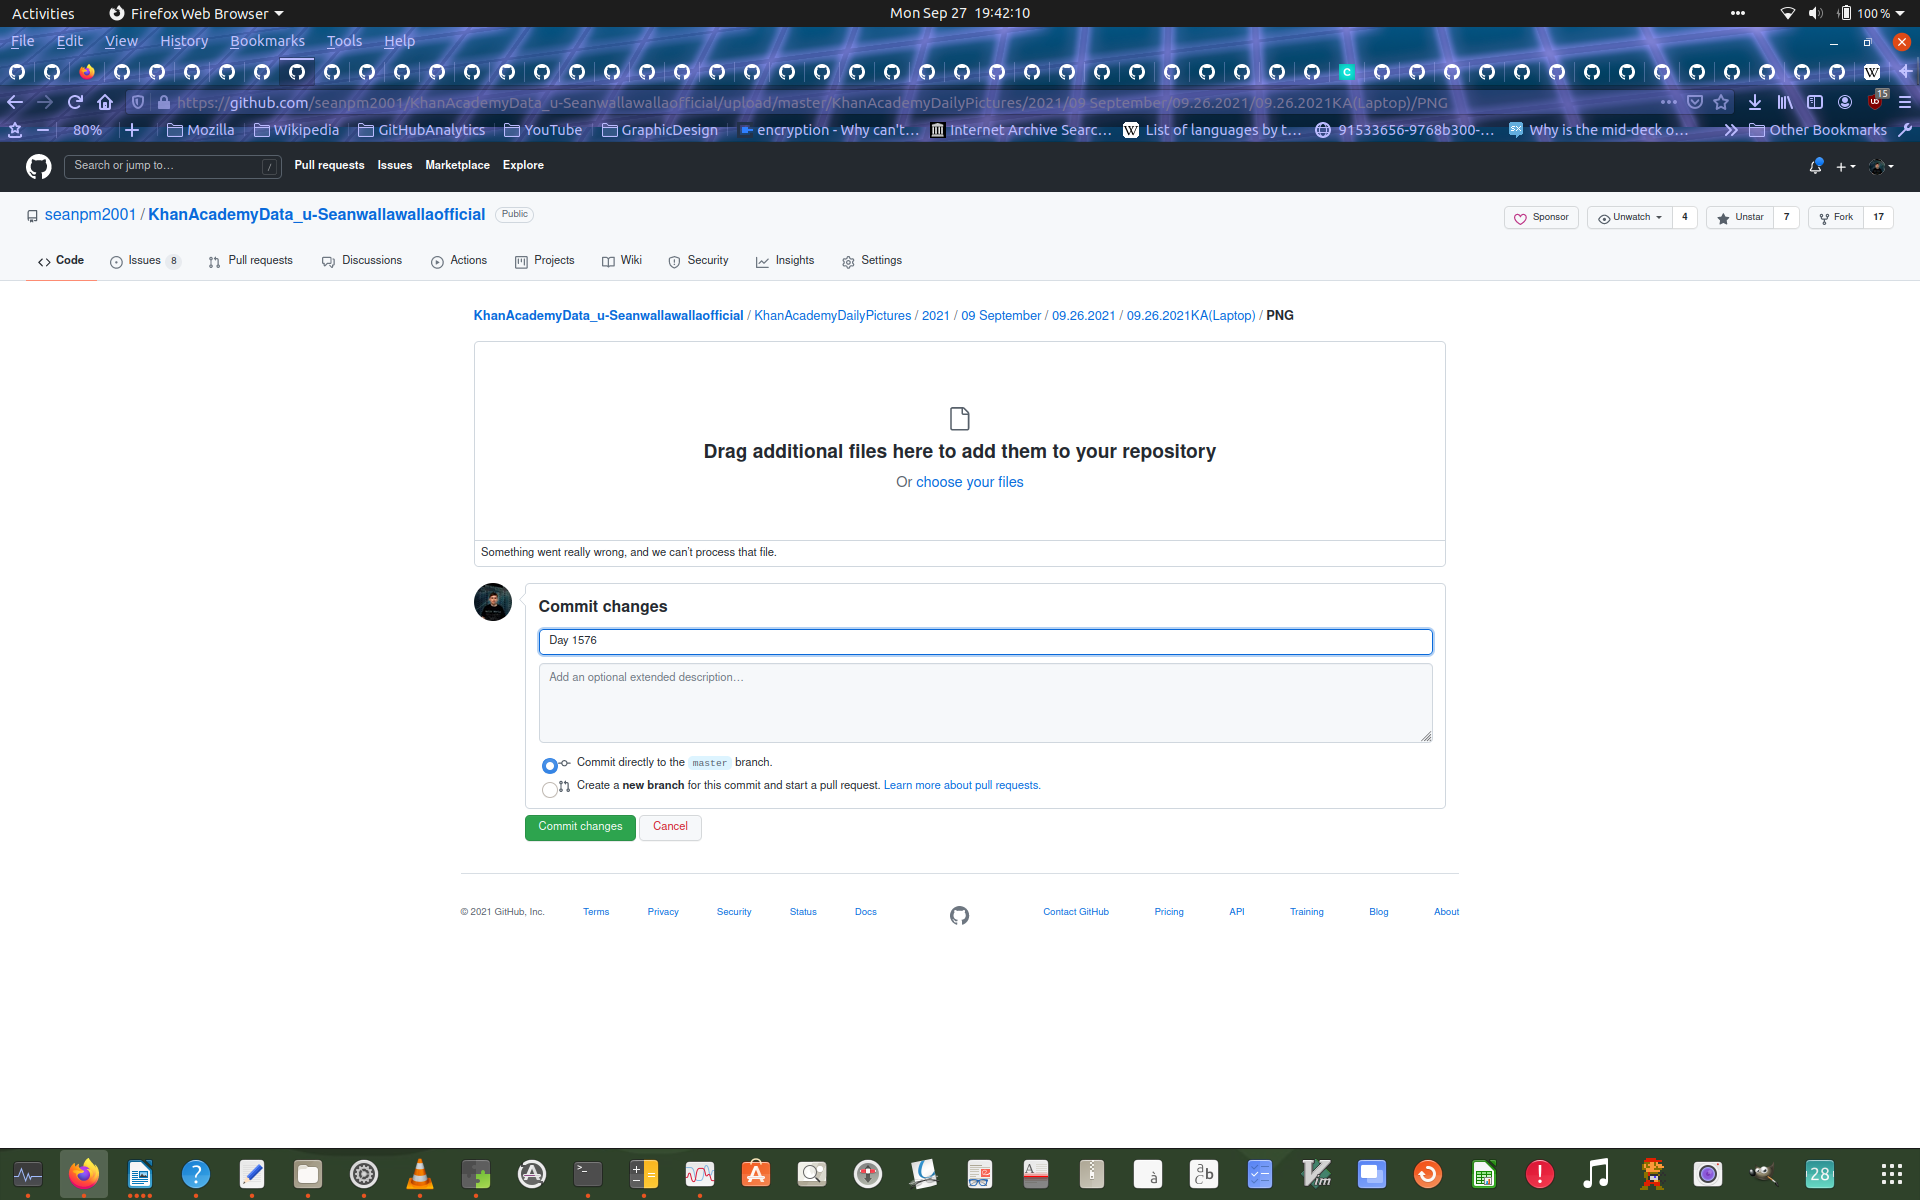 Activities Firefox Web Browser Mon Sep 27 19:42:10 100 %
File Edit View History Bookmarks Tools Help
https://github.com/seanpm2001/KhanAcademyData_u-Seanwallawallaofficial/upload/master/KhanAcademyDailyPictures/2021/09 September/09.26.2021/09.26.2021KA(Laptop)/PNG 15
80% Mozilla Wikipedia GitHubAnalytics YouTube GraphicDesign encryption - Why can't… Internet Archive Searc… List of languages by t… 91533656-9768b300-… Why is the mid-deck o… Other Bookmarks
Search or jump to… / Pull requests Issues Marketplace Explore
seanpm2001 / KhanAcademyData_u-Seanwallawallaofficial Public Sponsor Unwatch 4 Unstar 7 Fork 17
Code Issues 8 Pull requests Discussions Actions Projects Wiki Security Insights Settings
KhanAcademyData_u-Seanwallawallaofficial / KhanAcademyDailyPictures / 2021 / 09 September / 09.26.2021 / 09.26.2021KA(Laptop) / PNG
Drag additional files here to add them to your repository
Or choose your files
Something went really wrong, and we can't process that file.
Commit changes
Day 1576
Add an optional extended description…
Commit directly to the master branch.
Create a new branch for this commit and start a pull request. Learn more about pull requests.
Commit changes Cancel
© 2021 GitHub, Inc. Terms Privacy Security Status Docs Contact GitHub Pricing API Training Blog About
28